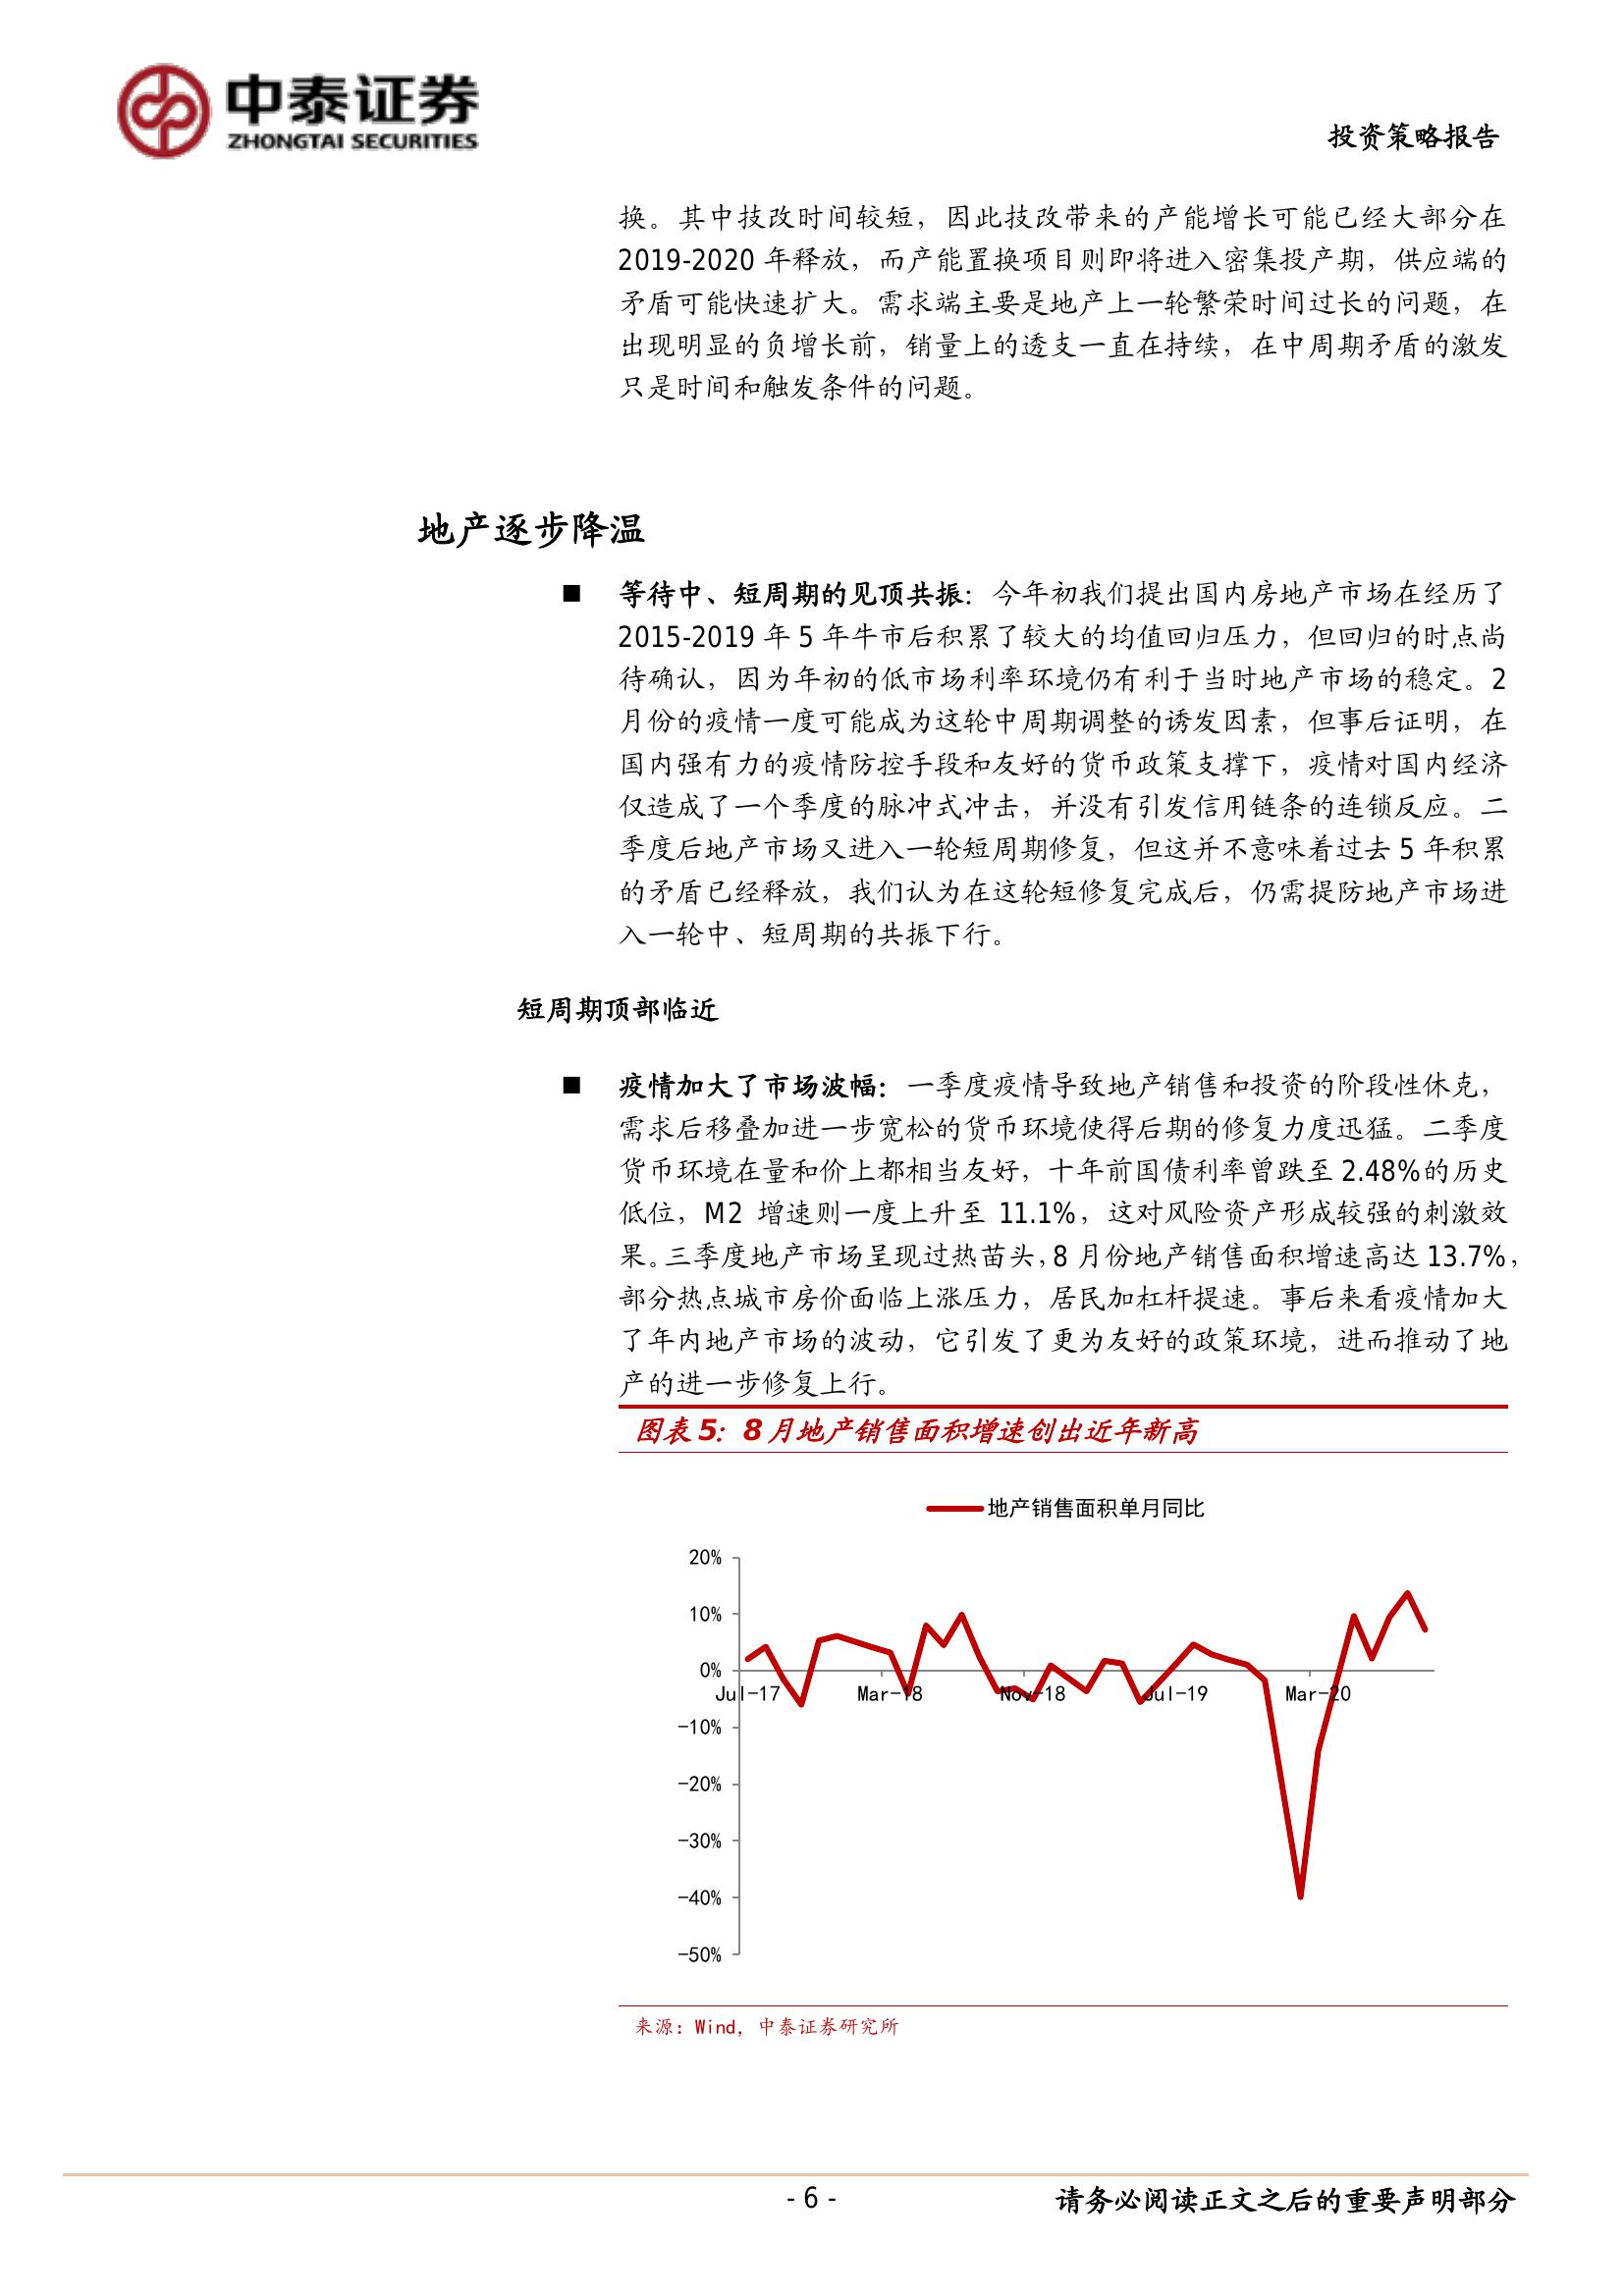 中泰证券
ZHONGTAI SECURITIES
投资策略报告
换。其中技改时间较短，因此技改带来的产能增长可能已经大部分在
2019-2020 年释放，而产能置换项目则即将进入密集投产期，供应端的
矛盾可能快速扩大。需求端主要是地产上一轮繁荣时间过长的问题，在
出现明显的负增长前，销量上的透支一直在持续，在中周期矛盾的激发
只是时间和触发条件的问题。
地产逐步降温
■ 等待中、短周期的见顶共振：今年初我们提出国内房地产市场在经历了
2015-2019 年 5 年牛市后积累了较大的均值回归压力，但回归的时点尚
待确认，因为年初的低市场利率环境仍有利于当时地产市场的稳定。2
月份的疫情一度可能成为这轮中周期调整的诱发因素，但事后证明，在
国内强有力的疫情防控手段和友好的货币政策支撑下，疫情对国内经济
仅造成了一个季度的脉冲式冲击，并没有引发信用链条的连锁反应。二
季度后地产市场又进入一轮短周期修复，但这并不意味着过去 5 年积累
的矛盾已经释放，我们认为在这轮短修复完成后，仍需提防地产市场进
入一轮中、短周期的共振下行。
短周期顶部临近
■ 疫情加大了市场波幅：一季度疫情导致地产销售和投资的阶段性休克，
需求后移叠加进一步宽松的货币环境使得后期的修复力度迅猛。二季度
货币环境在量和价上都相当友好，十年前国债利率曾跌至 2.48%的历史
低位，M2 增速则一度上升至 11.1%，这对风险资产形成较强的刺激效
果。三季度地产市场呈现过热苗头，8 月份地产销售面积增速高达 13.7%，
部分热点城市房价面临上涨压力，居民加杠杆提速。事后来看疫情加大
了年内地产市场的波动，它引发了更为友好的政策环境，进而推动了地
产的进一步修复上行。
图表 5：8 月地产销售面积增速创出近年新高
地产销售面积单月同比
20%
10%
0%
Jul-17 Mar-18 Nov-18 Jul-19 Mar-20
-10%
-20%
-30%
-40%
-50%
来源：Wind，中泰证券研究所
- 6 -
请务必阅读正文之后的重要声明部分